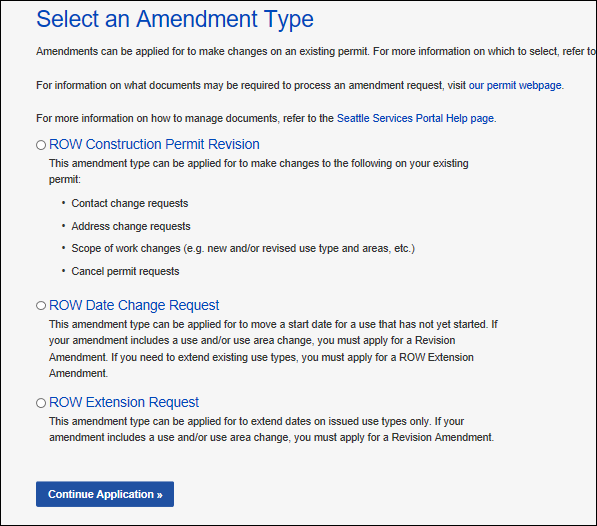 Select an Amendment Type
Amendments can be applied for to make changes on an existing permit. For more information on which to select, refer to
For information on what documents may be required to process an amendment request, visit our permit webpage.
For more information on how to manage documents, refer to the Seattle Services Portal Help page.
ROW Construction Permit Revision
This amendment type can be applied for to make changes to the following on your existing
permit:
• Contact change requests
• Address change requests
• Scope of work changes (e.g. new and/or revised use type and areas, etc.)
• Cancel permit requests
ROW Date Change Request
This amendment type can be applied for to move a start date for a use that has not yet started. If
your amendment includes a use and/or use area change, you must apply for a Revision
Amendment. If you need to extend existing use types, you must apply for a ROW Extension
Amendment.
ROW Extension Request
This amendment type can be applied for to extend dates on issued use types only. If your
amendment includes a use and/or use area change, you must apply for a Revision Amendment.
Continue Application »